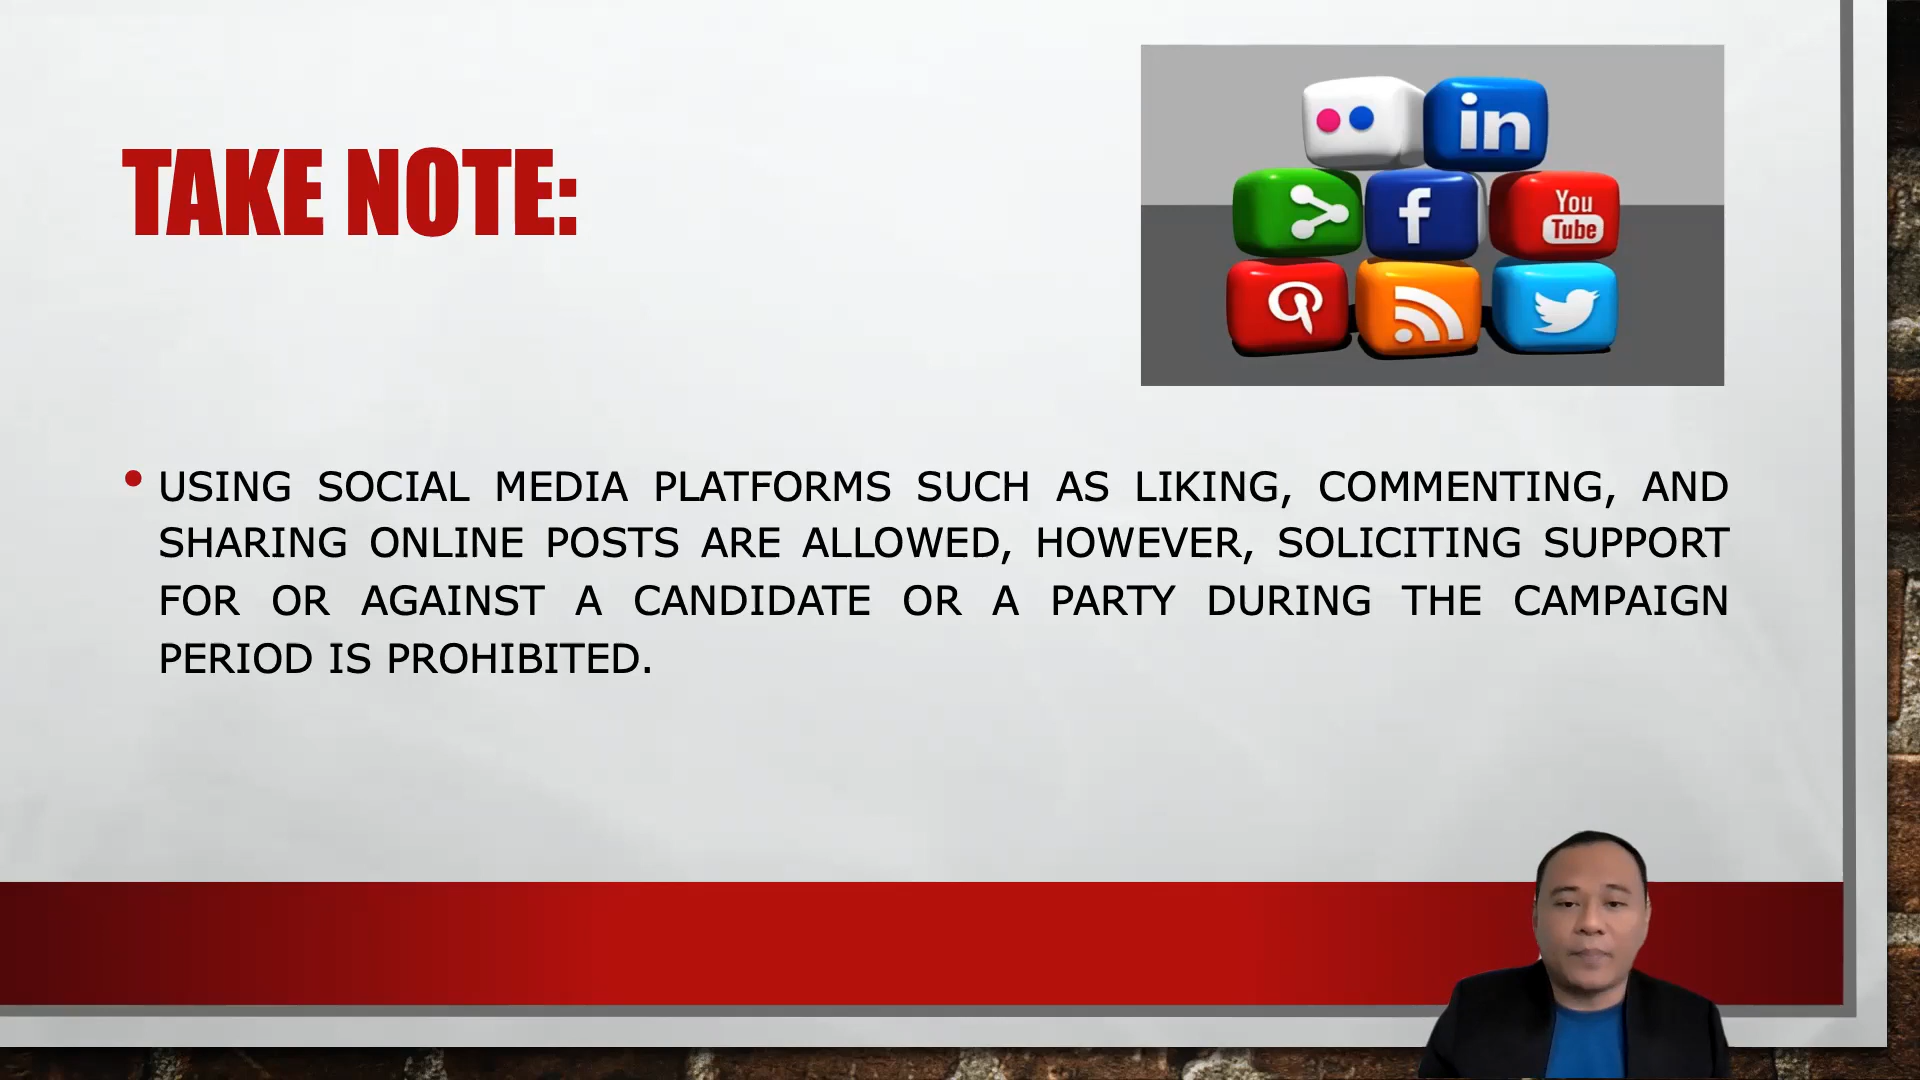 TAKE NOTE:
in
f
You
Tube
• USING SOCIAL MEDIA PLATFORMS SUCH AS LIKING, COMMENTING, AND
SHARING ONLINE POSTS ARE ALLOWED, HOWEVER, SOLICITING SUPPORT
FOR OR AGAINST A CANDIDATE OR A PARTY DURING THE CAMPAIGN
PERIOD IS PROHIBITED.